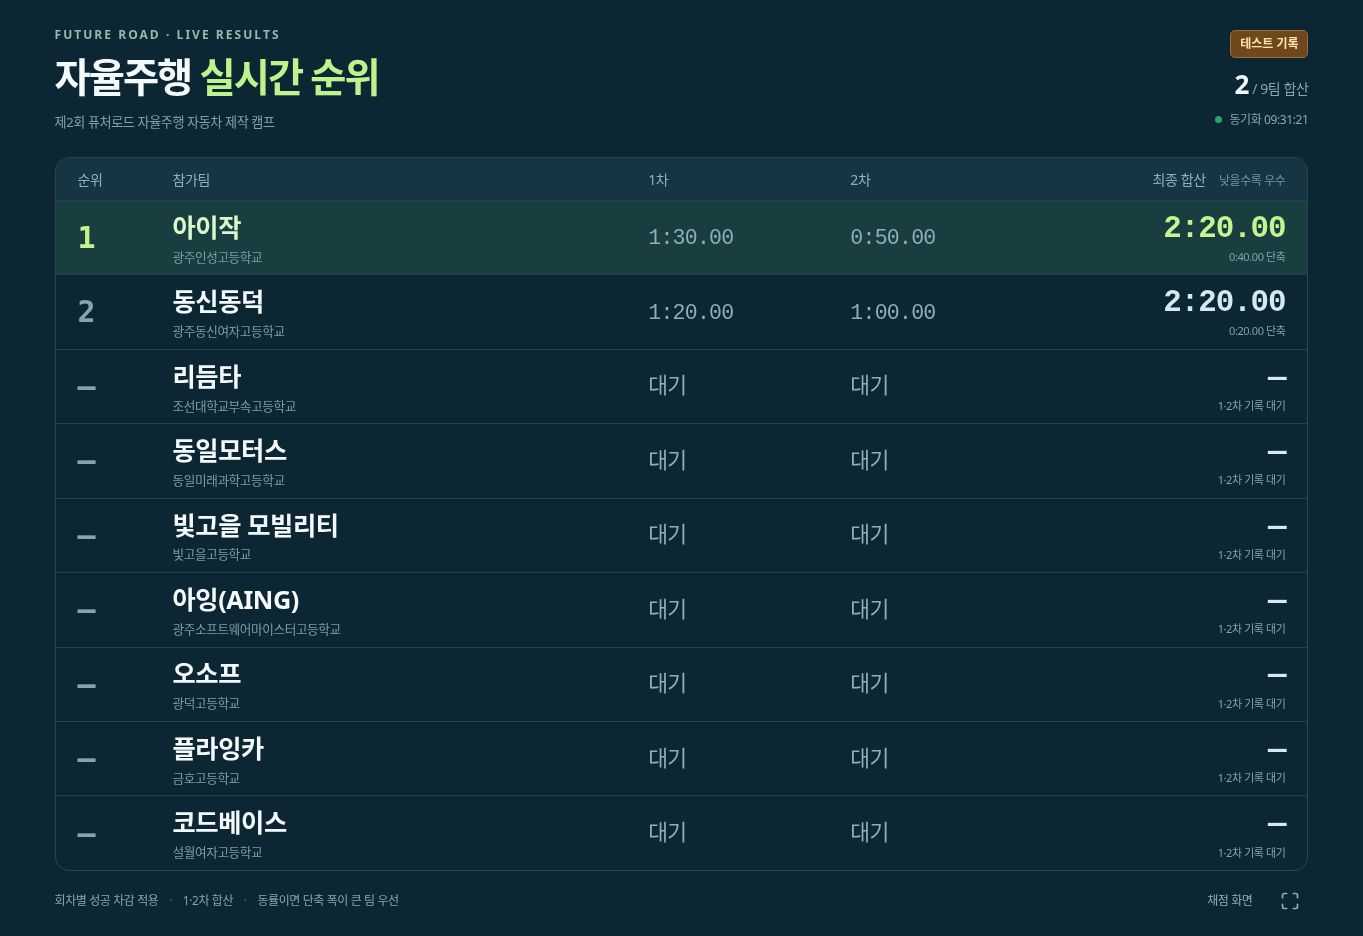 FUTURE ROAD · LIVE RESULTS
자율주행 실시간 순위
제2회 퓨처로드 자율주행 자동차 제작 캠프
테스트 기록
2 / 9팀 합산
동기화 09:31:21
순위 참가팀 1차 2차 최종 합산 낮을수록 우수
1 아이작 1:30.00 0:50.00 2:20.00
광주인성고등학교 0:40.00 단축
2 동신동덕 1:20.00 1:00.00 2:20.00
광주동신여자고등학교 0:20.00 단축
– 리듬타 대기 대기 –
조선대학교부속고등학교 1·2차 기록 대기
– 동일모터스 대기 대기 –
동일미래과학고등학교 1·2차 기록 대기
– 빛고을 모빌리티 대기 대기 –
빛고을고등학교 1·2차 기록 대기
– 아잉(AING) 대기 대기 –
광주소프트웨어마이스터고등학교 1·2차 기록 대기
– 오소프 대기 대기 –
광덕고등학교 1·2차 기록 대기
– 플라잉카 대기 대기 –
금호고등학교 1·2차 기록 대기
– 코드베이스 대기 대기 –
설월여자고등학교 1·2차 기록 대기
회차별 성공 차감 적용 · 1·2차 합산 · 동률이면 단축 폭이 큰 팀 우선
채점 화면